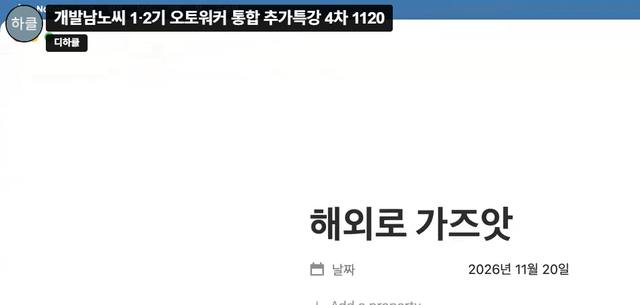 하클
개발남노씨 1·2기 오토워커 통합 추가특강 4차 1120
디하클
해외로 가즈앗
날짜
2026년 11월 20일
Add a property